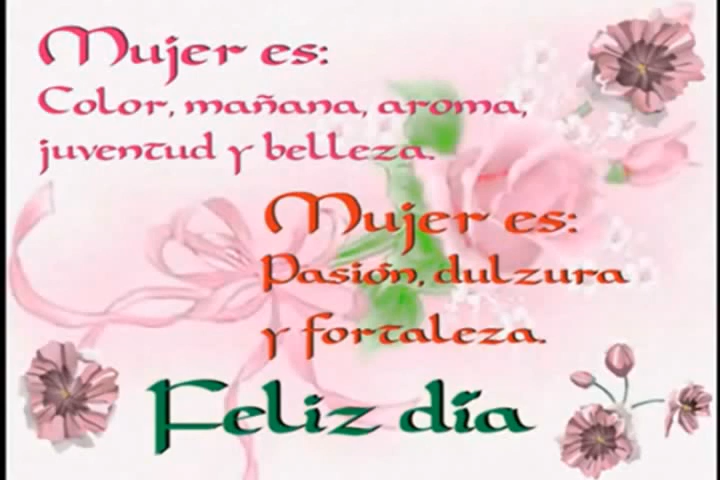 Mujer es:
Color, mañana, aroma,
juventud y belleza.
Mujer es:
Pasión, dulzura
y fortaleza.
Feliz día